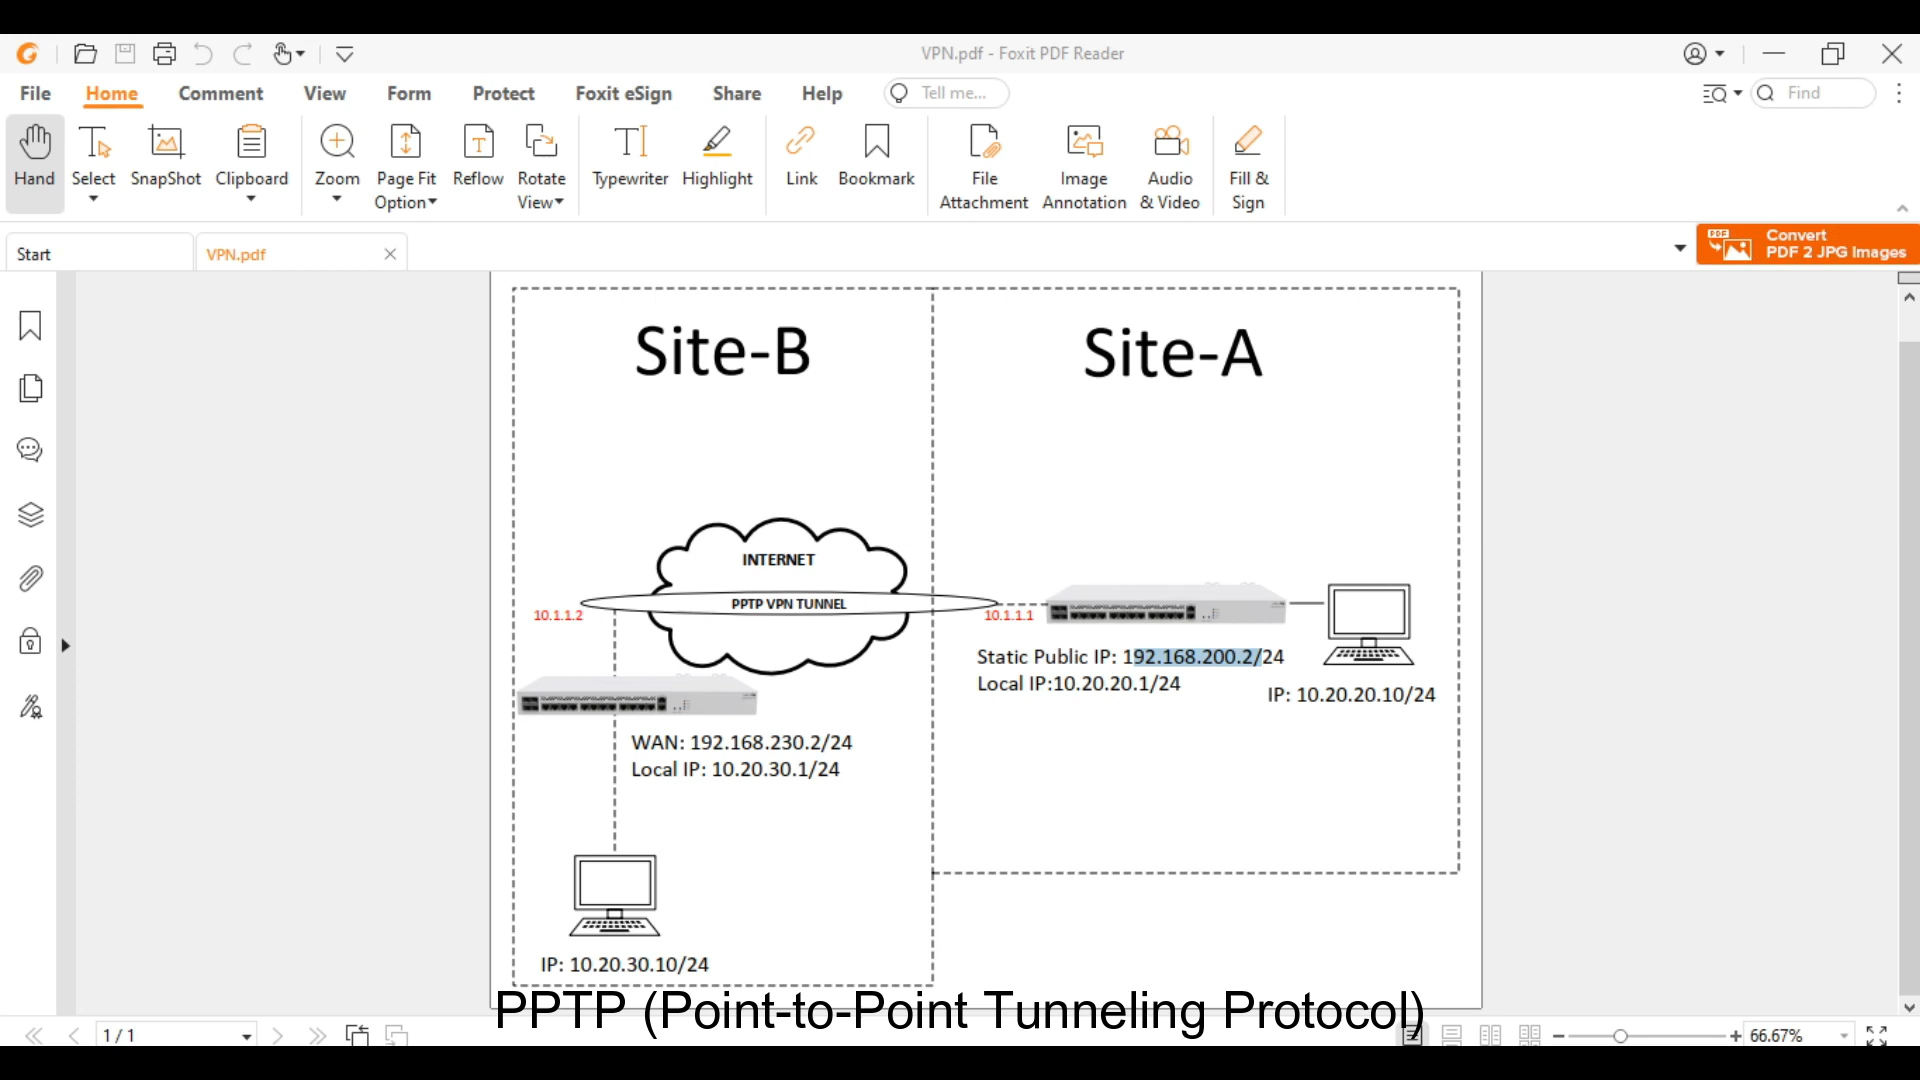 VPN.pdf - Foxit PDF Reader
File Home Comment View Form Protect Foxit eSign Share Help Tell me... Find
Hand Select SnapShot Clipboard Zoom Page Fit Option Reflow Rotate View Typewriter Highlight Link Bookmark File Attachment Image Annotation Audio & Video Fill & Sign
Start VPN.pdf
PDF Convert
PDF 2 JPG Images
Site-B
Site-A
INTERNET
PPTP VPN TUNNEL
10.1.1.2
10.1.1.1
Static Public IP: 192.168.200.2/24
Local IP:10.20.20.1/24
IP: 10.20.20.10/24
WAN: 192.168.230.2/24
Local IP: 10.20.30.1/24
IP: 10.20.30.10/24
PPTP (Point-to-Point Tunneling Protocol)
1 / 1
66.67%